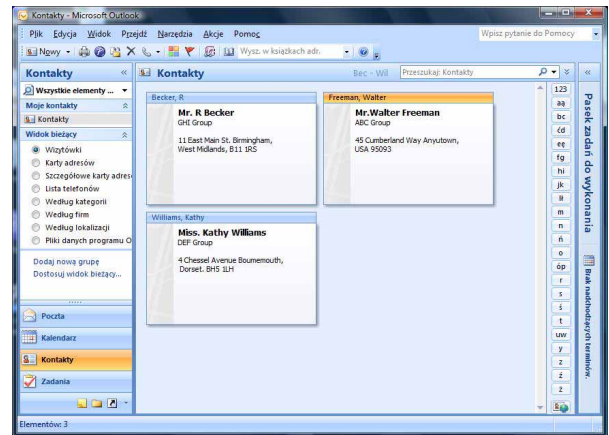 Kontakty - Microsoft Outlook
Plik Edycja Widok Przejdź Narzędzia Akcje Pomoc
Wpisz pytanie do Pomocy
Nowy
Wysz. w książkach adr.
Kontakty «
Wszystkie elementy ...
Moje kontakty
Kontakty
Widok bieżący
Wizytówki
Karty adresów
Szczegółowe karty adres
Lista telefonów
Według kategorii
Według firm
Według lokalizacji
Pliki danych programu O
Dodaj nową grupę
Dostosuj widok bieżący...
Poczta
Kalendarz
Kontakty
Zadania
Kontakty
Bec - Wil
Przeszukaj: Kontakty
Becker, R
Mr. R Becker
GHI Group
11 East Main St. Birmingham,
West Midlands, B11 1RS
Freeman, Walter
Mr.Walter Freeman
ABC Group
45 Cumberland Way Anyutown,
USA 95093
Williams, Kathy
Miss. Kathy Williams
DEF Group
4 Chessel Avenue Bournemouth,
Dorset. BH5 1LH
123
aą
bc
ćd
eę
fg
hi
jk
lł
m
n
ń
o
óp
r
s
ś
t
uw
y
z
ź
ż
«
Pasek zadań do wykonania
Brak nadchodzących terminów.
Elementów: 3